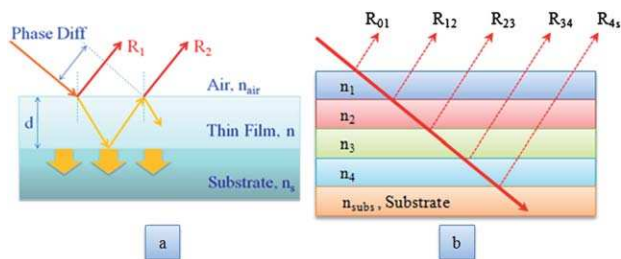 Phase Diff
R1
R2
Air, nair
d
Thin Film, n
Substrate, ns
a
R01
R12
R23
R34
R4s
n1
n2
n3
n4
nsubs, Substrate
b